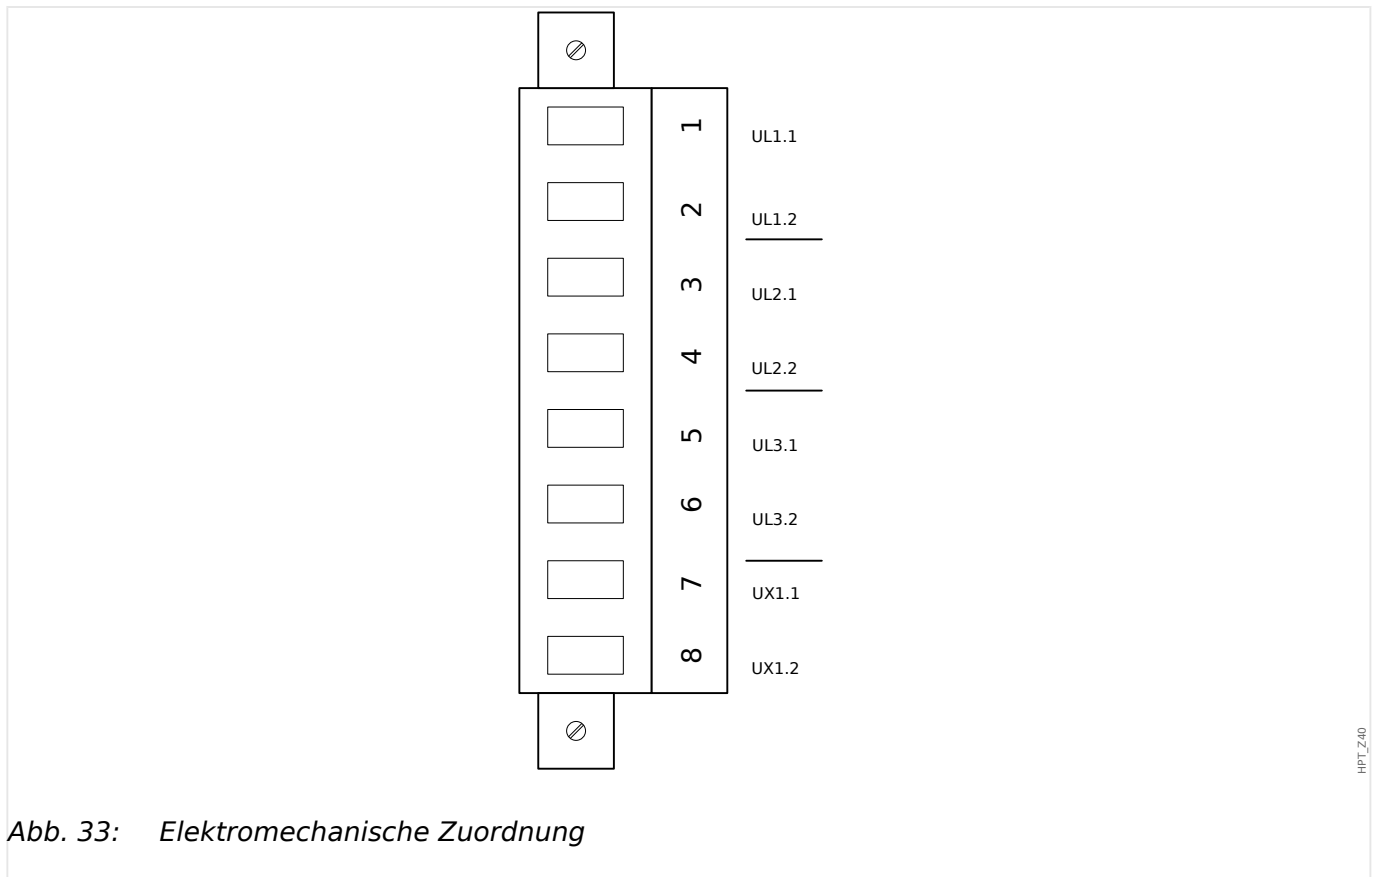 1 UL1.1
2 UL1.2
3 UL2.1
4 UL2.2
5 UL3.1
6 UL3.2
7 UX1.1
8 UX1.2
HPT_Z40
Abb. 33: Elektromechanische Zuordnung